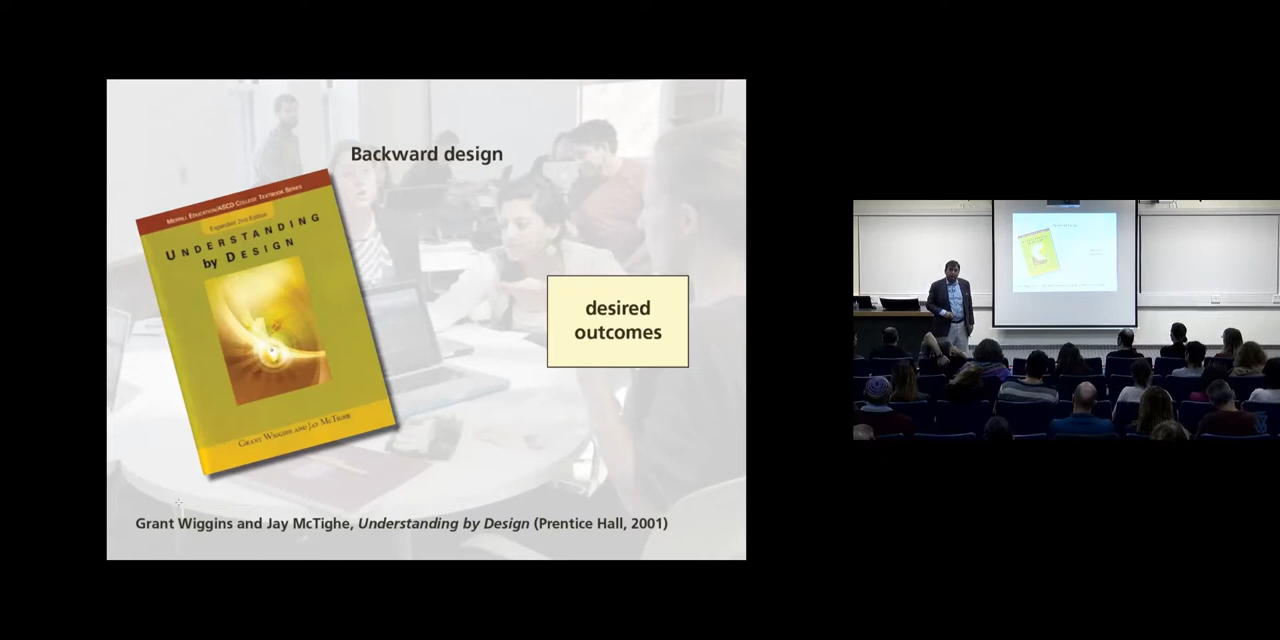 Backward design
MERRILL EDUCATION/ASCD COLLEGE TEXTBOOK SERIES
Expanded 2nd Edition
UNDERSTANDING
by DESIGN
GRANT WIGGINS AND JAY MCTIGHE
desired
outcomes
Grant Wiggins and Jay McTighe, Understanding by Design (Prentice Hall, 2001)